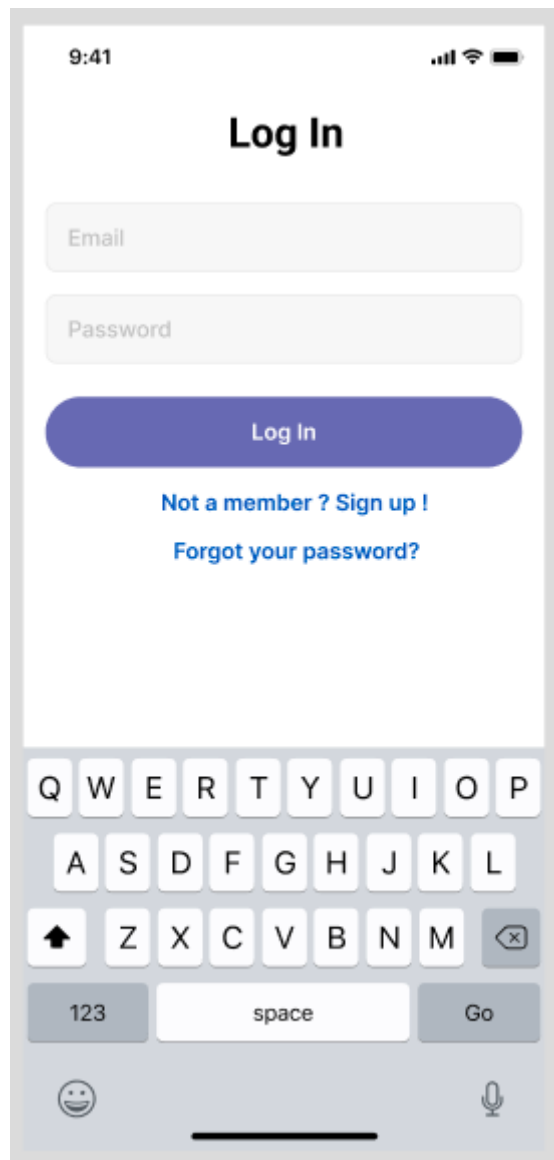 9:41
Log In
Email
Password
Log In
Not a member ? Sign up !
Forgot your password?
Q W E R T Y U I O P
A S D F G H J K L
Z X C V B N M
123 space Go